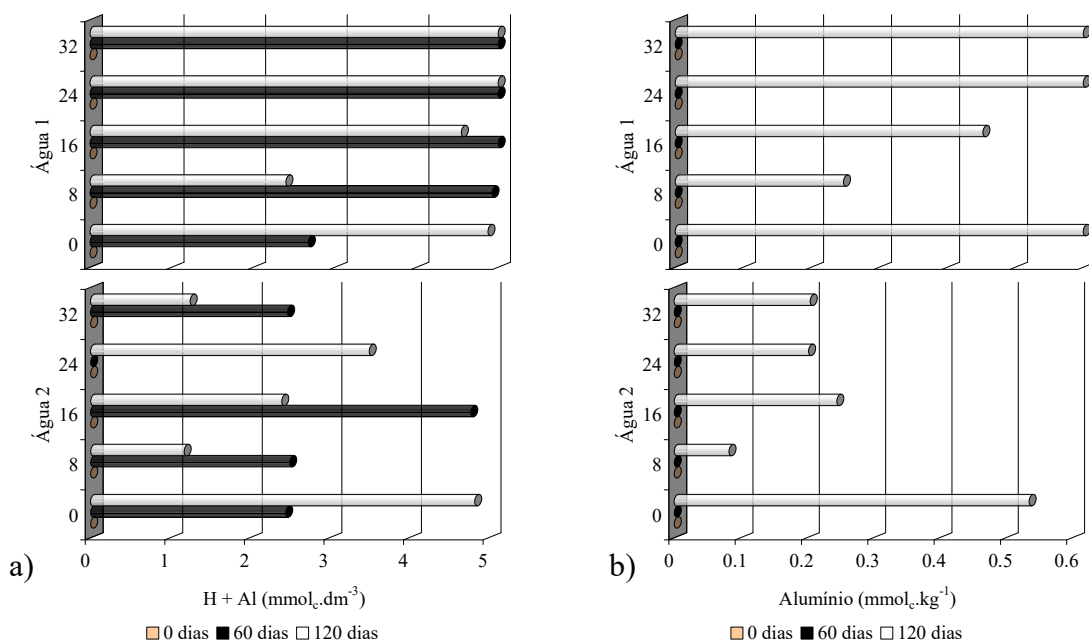 Água 1
32
24
16
8
0
Água 2
32
24
16
8
0
0 1 2 3 4 5
a)
H + Al (mmol_c.dm⁻³)
0 dias 60 dias 120 dias
Água 1
32
24
16
8
0
Água 2
32
24
16
8
0
0 0.1 0.2 0.3 0.4 0.5 0.6
b)
Alumínio (mmol_c.kg⁻¹)
0 dias 60 dias 120 dias